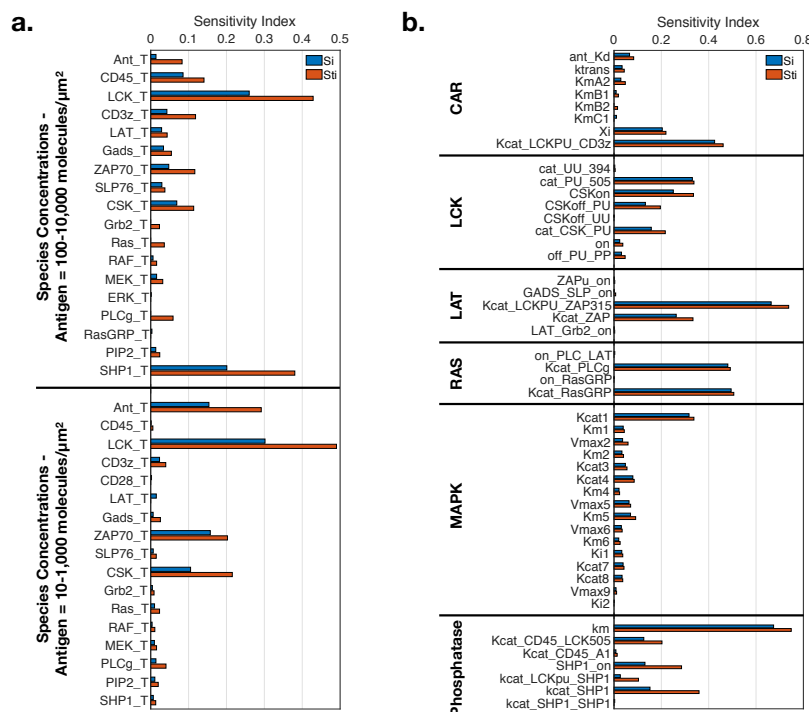 a.
Sensitivity Index
0 0.1 0.2 0.3 0.4 0.5
Si
Sti
Species Concentrations -
Antigen = 100-10,000 molecules/µm²
Ant_T
CD45_T
LCK_T
CD3z_T
LAT_T
Gads_T
ZAP70_T
SLP76_T
CSK_T
Grb2_T
Ras_T
RAF_T
MEK_T
ERK_T
PLCg_T
RasGRP_T
PIP2_T
SHP1_T
Species Concentrations -
Antigen = 10-1,000 molecules/µm²
Ant_T
CD45_T
LCK_T
CD3z_T
CD28_T
LAT_T
Gads_T
ZAP70_T
SLP76_T
CSK_T
Grb2_T
Ras_T
RAF_T
MEK_T
PLCg_T
PIP2_T
SHP1_T
b.
Sensitivity Index
0 0.2 0.4 0.6 0.8
Si
Sti
CAR
ant_Kd
ktrans
KmA2
KmB1
KmB2
KmC1
Xi
Kcat_LCKPU_CD3z
LCK
cat_UU_394
cat_PU_505
CSKon
CSKoff_PU
CSKoff_UU
cat_CSK_PU
on
off_PU_PP
LAT
ZAPu_on
GADS_SLP_on
Kcat_LCKPU_ZAP315
Kcat_ZAP
LAT_Grb2_on
RAS
on_PLC_LAT
Kcat_PLCg
on_RasGRP
Kcat_RasGRP
MAPK
Kcat1
Km1
Vmax2
Km2
Kcat3
Kcat4
Km4
Vmax5
Km5
Vmax6
Km6
Ki1
Kcat7
Kcat8
Vmax9
Ki2
Phosphatase
km
Kcat_CD45_LCK505
Kcat_CD45_A1
SHP1_on
kcat_LCKpu_SHP1
kcat_SHP1
kcat_SHP1_SHP1